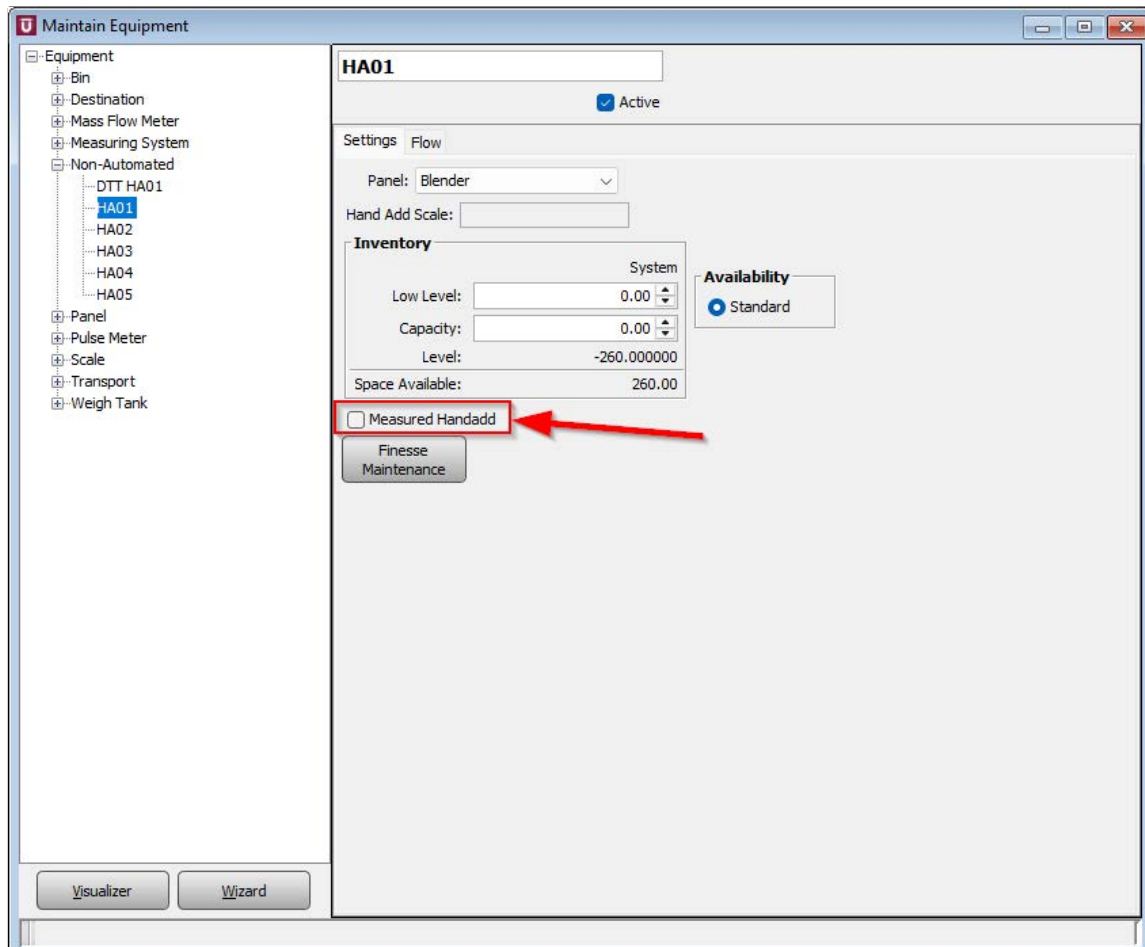 Maintain Equipment
Equipment
Bin
Destination
Mass Flow Meter
Measuring System
Non-Automated
DTT HA01
HA01
HA02
HA03
HA04
HA05
Panel
Pulse Meter
Scale
Transport
Weigh Tank
Visualizer
Wizard
HA01
Active
Settings Flow
Panel: Blender
Hand Add Scale:
Inventory
System
Low Level: 0.00
Capacity: 0.00
Level: -260.000000
Space Available: 260.00
Availability
Standard
Measured Handadd
Finesse
Maintenance